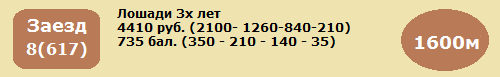 Заезд
8(617)
Лошади 3х лет
4410 руб. (2100- 1260-840-210)
735 бал. (350 - 210 - 140 - 35)
1600м